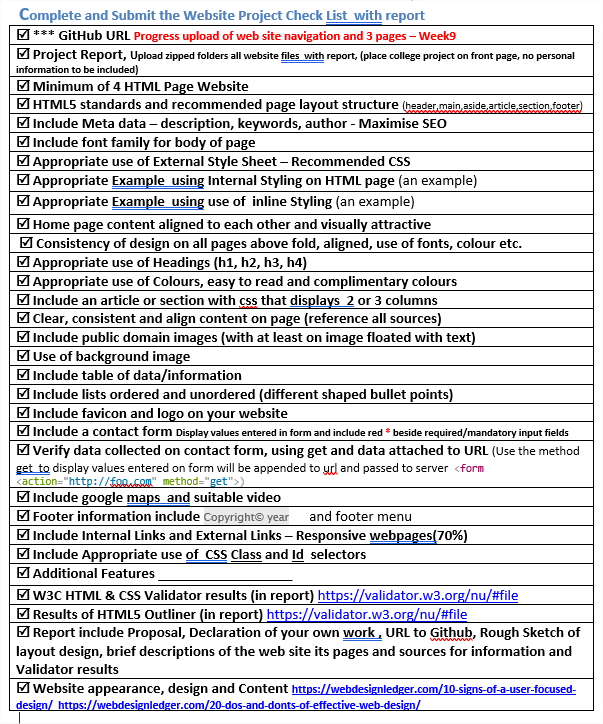 Complete and Submit the Website Project Check List with report
☑ *** GitHub URL Progress upload of web site navigation and 3 pages – Week9
☑ Project Report, Upload zipped folders all website files with report, (place college project on front page, no personal
information to be included)
☑ Minimum of 4 HTML Page Website
☑ HTML5 standards and recommended page layout structure (header,main,aside,article,section,footer)
☑ Include Meta data – description, keywords, author - Maximise SEO
☑ Include font family for body of page
☑ Appropriate use of External Style Sheet – Recommended CSS
☑ Appropriate Example using Internal Styling on HTML page (an example)
☑ Appropriate Example using use of inline Styling (an example)
☑ Home page content aligned to each other and visually attractive
☑ Consistency of design on all pages above fold, aligned, use of fonts, colour etc.
☑ Appropriate use of Headings (h1, h2, h3, h4)
☑ Appropriate use of Colours, easy to read and complimentary colours
☑ Include an article or section with css that displays 2 or 3 columns
☑ Clear, consistent and align content on page (reference all sources)
☑ Include public domain images (with at least on image floated with text)
☑ Use of background image
☑ Include table of data/information
☑ Include lists ordered and unordered (different shaped bullet points)
☑ Include favicon and logo on your website
☑ Include a contact form Display values entered in form and include red * beside required/mandatory input fields
☑ Verify data collected on contact form, using get and data attached to URL (Use the method
get to display values entered on form will be appended to url and passed to server <form
<action="http://foo.com" method="get">)
☑ Include google maps and suitable video
☑ Footer information include Copyright© year and footer menu
☑ Include Internal Links and External Links – Responsive webpages(70%)
☑ Include Appropriate use of CSS Class and Id selectors
☑ Additional Features ____________________
☑ W3C HTML & CSS Validator results (in report) https://validator.w3.org/nu/#file
☑ Results of HTML5 Outliner (in report) https://validator.w3.org/nu/#file
☑ Report include Proposal, Declaration of your own work , URL to Github, Rough Sketch of
layout design, brief descriptions of the web site its pages and sources for information and
Validator results
☑ Website appearance, design and Content https://webdesignledger.com/10-signs-of-a-user-focused-
design/ https://webdesignledger.com/20-dos-and-donts-of-effective-web-design/